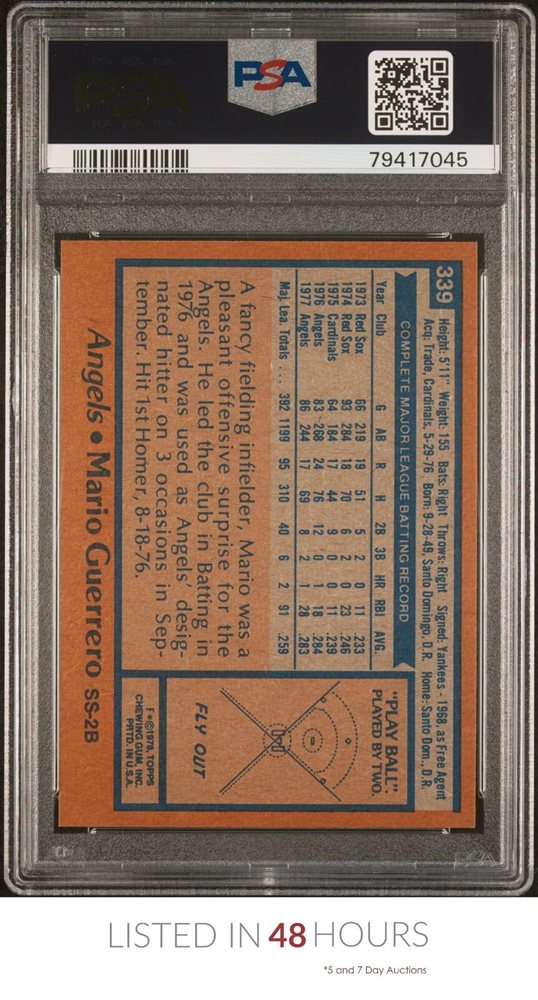 PSA
PSA
79417045
339
Height: 5'11" Weight: 155 Bats: Right Throws: Right Signed: Yankees - 1968, as Free Agent
Acq: Trade, Cardinals, 5-29-76 Born: 9-28-49, Santo Domingo, D.R. Home: Santo Dom., D.R.
COMPLETE MAJOR LEAGUE BATTING RECORD
Year Club G AB R H 2B 3B HR RBI AVG.
1973 Red Sox 66 219 19 51 5 2 0 11 .233
1974 Red Sox 93 284 18 70 6 2 0 23 .246
1975 Cardinals 64 184 17 44 9 0 0 11 .239
1976 Angels 83 268 24 76 12 0 1 18 .284
1977 Angels 86 244 17 69 8 2 1 28 .283
Maj. Lea. Totals . . . 392 1199 95 310 40 6 2 91 .259
A fancy fielding infielder, Mario was a
pleasant offensive surprise for the
Angels. He led the club in Batting in
1976 and was used as Angels' desig-
nated hitter on 3 occasions in Sep-
tember. Hit 1st Homer, 8-18-76.
"PLAY BALL":
PLAYED BY TWO.
FLY OUT
F★©1978, TOPPS
CHEWING GUM, INC.
PRTD. IN U.S.A.
Angels • Mario Guerrero SS-2B
LISTED IN 48 HOURS
*5 and 7 Day Auctions